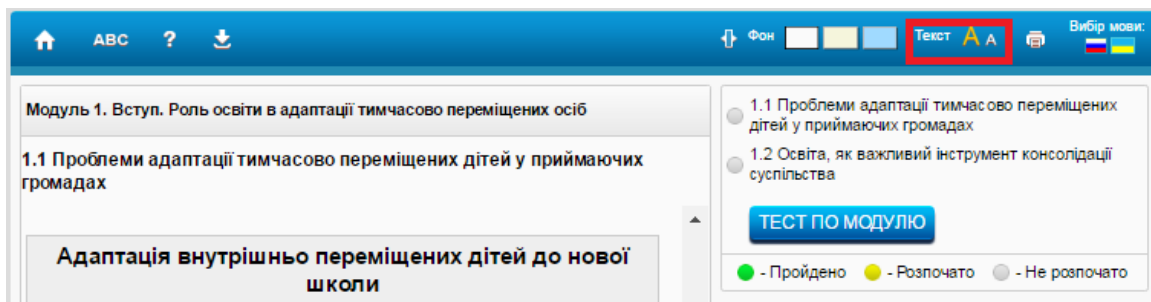 ABC ? Фон Текст А А Вибір мови:
Модуль 1. Вступ. Роль освіти в адаптації тимчасово переміщених осіб
1.1 Проблеми адаптації тимчасово переміщених дітей у приймаючих
громадах
Адаптація внутрішньо переміщених дітей до нової
школи
1.1 Проблеми адаптації тимчасово переміщених
дітей у приймаючих громадах
1.2 Освіта, як важливий інструмент консолідації
суспільства
ТЕСТ ПО МОДУЛЮ
- Пройдено - Розпочато - Не розпочато